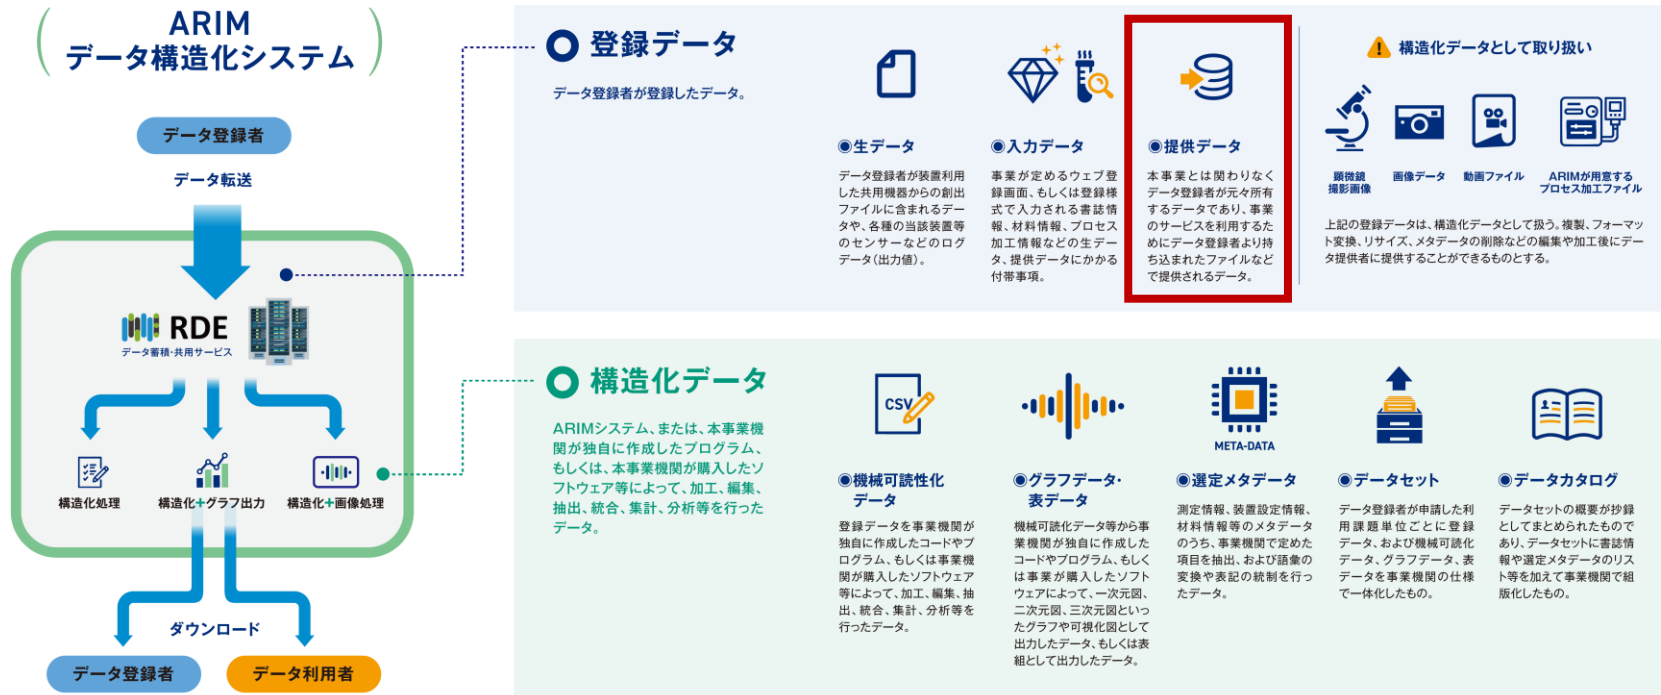 ARIM
データ構造化システム
データ登録者
データ転送
RDE
データ蓄積・共用サービス
構造化処理
構造化+グラフ出力
構造化+画像処理
ダウンロード
データ登録者
データ利用者
登録データ
データ登録者が登録したデータ。
◉生データ
データ登録者が装置利用
した共用機器からの創出
ファイルに含まれるデー
タや、各種の当該装置等
のセンサーなどのログ
データ(出力値)。
◉入力データ
事業が定めるウェブ登
録画面、もしくは登録様
式で入力される書誌情
報、材料情報、プロセス
加工情報などの生デー
タ、提供データにかかる
付帯事項。
◉提供データ
本事業とは関わりなく
データ登録者が元々所有
するデータであり、事業
のサービスを利用するた
めにデータ登録者より持
ち込まれたファイルなど
で提供されるデータ。
構造化データとして取り扱い
顕微鏡
撮影画像
画像データ
動画ファイル
ARIMが用意する
プロセス加工ファイル
上記の登録データは、構造化データとして扱う。複製、フォーマッ
ト変換、リサイズ、メタデータの削除などの編集や加工後にデー
タ提供者に提供することができるものとする。
構造化データ
ARIMシステム、または、本事業機
関が独自に作成したプログラム、
もしくは、本事業機関が購入したソ
フトウェア等によって、加工、編集、
抽出、統合、集計、分析等を行った
データ。
CSV
◉機械可読性化
データ
登録データを事業機関が
独自に作成したコードやプ
ログラム、もしくは事業機
関が購入したソフトウェア
等によって、加工、編集、抽
出、統合、集計、分析等を
行ったデータ。
◉グラフデータ・
表データ
機械可読化データ等から事
業機関が独自に作成した
コードやプログラム、もしく
は事業が購入したソフト
ウェアによって、一次元図、
二次元図、三次元図といっ
たグラフや可視化図として
出力したデータ、もしくは表
組として出力したデータ。
META-DATA
◉選定メタデータ
測定情報、装置設定情報、
材料情報等のメタデータ
のうち、事業機関で定めた
項目を抽出、および語彙の
変換や表記の統制を行っ
たデータ。
◉データセット
データ登録者が申請した利
用課題単位ごとに登録
データ、および機械可読化
データ、グラフデータ、表
データを事業機関の仕様
で一体化したもの。
◉データカタログ
データセットの概要が抄録
としてまとめられたもので
あり、データセットに書誌情
報や選定メタデータのリス
ト等を加えて事業機関で組
版化したもの。